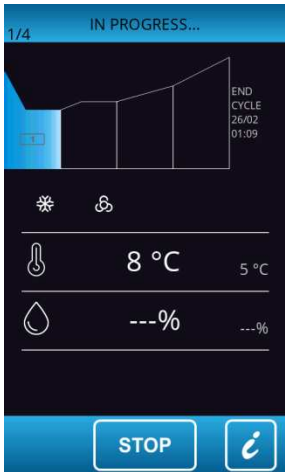 IN PROGRESS...
1/4
END
CYCLE
26/02
01:09
1
8 °C
5 °C
---%
---%
STOP
i